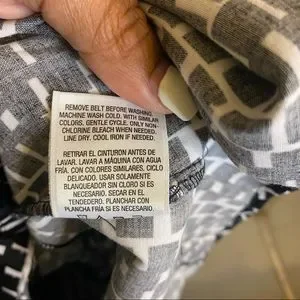 REMOVE BELT BEFORE WASHING.
MACHINE WASH COLD. WITH SIMILAR
COLORS. GENTLE CYCLE. ONLY NON-
CHLORINE BLEACH WHEN NEEDED.
LINE DRY. COOL IRON IF NEEDED.
RETIRAR EL CINTURON ANTES DE
LAVAR. LAVAR A MÁQUINA CON AGUA
FRÍA. CON COLORES SIMILARES, CICLO
DELICADO. USAR SOLAMENTE
BLANQUEADOR SIN CLORO SI ES
NECESARIO. SECAR EN EL
TENDEDERO. PLANCHAR CON
PLANCHA FRÍA SI ES NECESARIO.